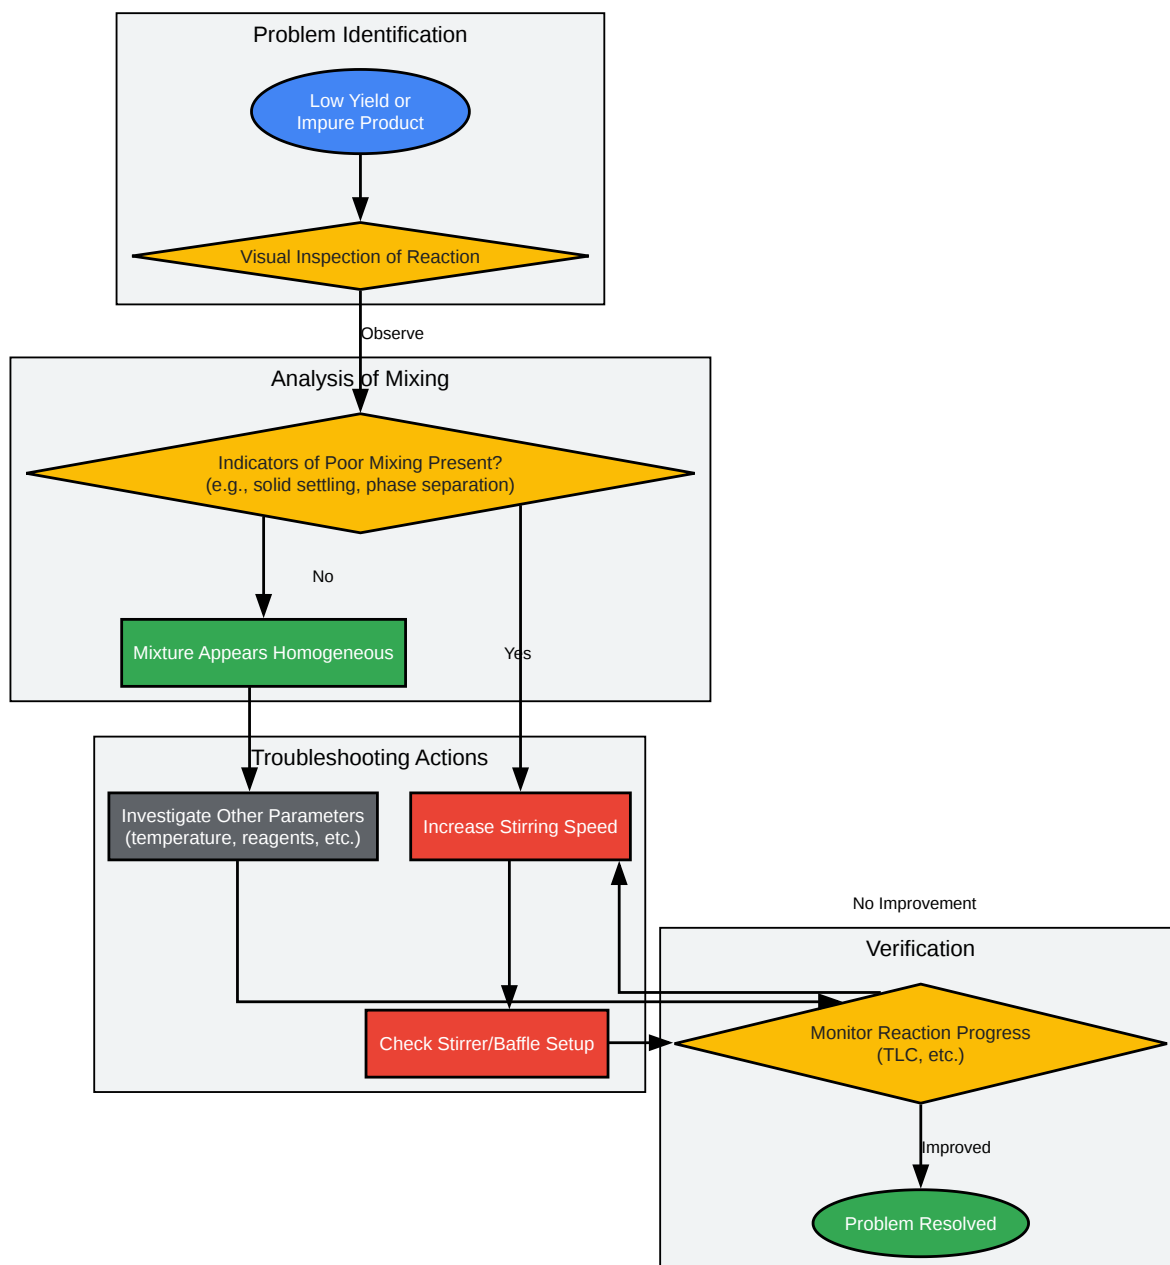 Problem Identification
Low Yield or
Impure Product
Visual Inspection of Reaction
Observe
Analysis of Mixing
Indicators of Poor Mixing Present?
(e.g., solid settling, phase separation)
No
Mixture Appears Homogeneous
Yes
Troubleshooting Actions
Investigate Other Parameters
(temperature, reagents, etc.)
Increase Stirring Speed
No Improvement
Verification
Check Stirrer/Baffle Setup
Monitor Reaction Progress
(TLC, etc.)
Improved
Problem Resolved